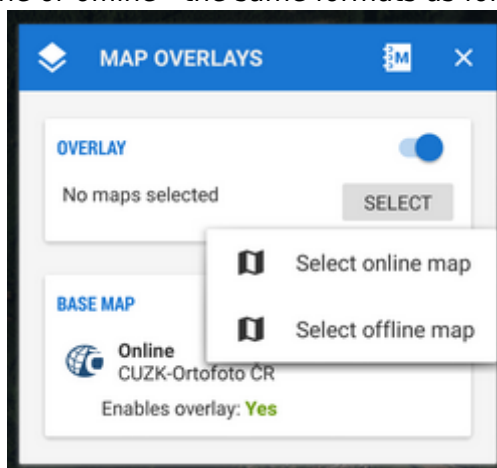 MAP OVERLAYS
M
OVERLAY
No maps selected
SELECT
Select online map
Select offline map
BASE MAP
Online
CUZK-Ortofoto ČR
Enables overlay: Yes